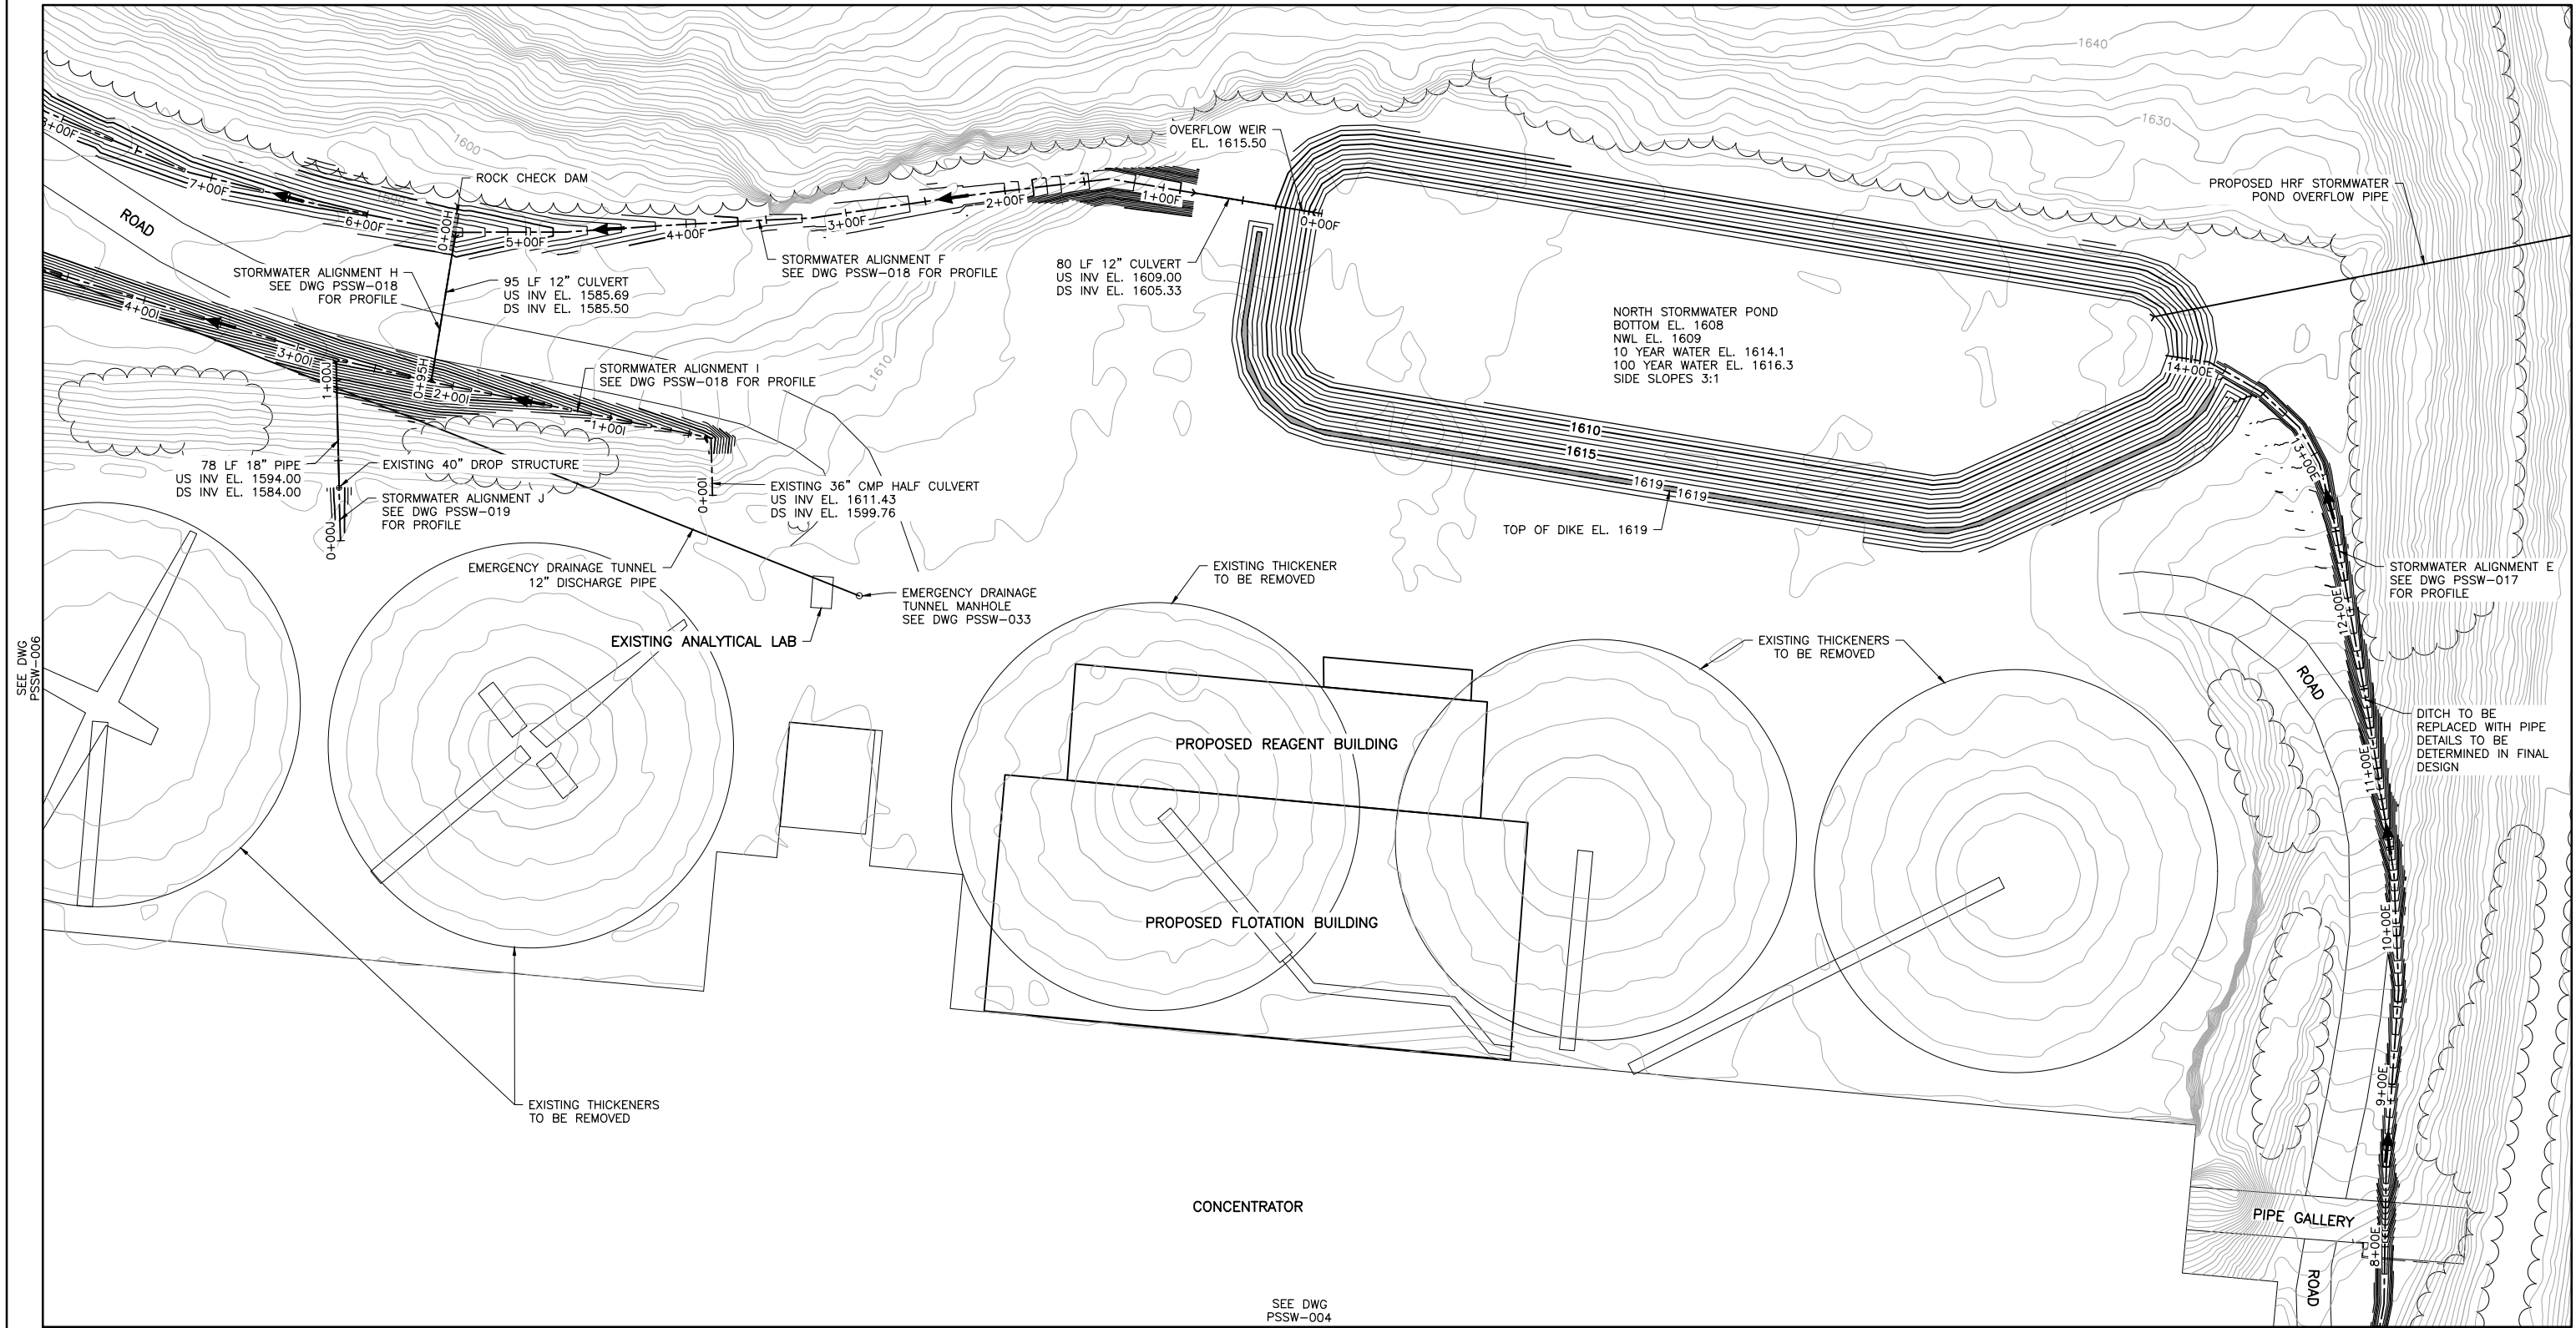 1640
1630
OVERFLOW WEIR
EL. 1615.50
8+00F
1600
ROCK CHECK DAM
7+00F
1590
6+00F
0+00H
5+00F
4+00F
3+00F
2+00F
1+00F
0+00F
PROPOSED HRF STORMWATER
POND OVERFLOW PIPE
ROAD
STORMWATER ALIGNMENT H
SEE DWG PSSW-018
FOR PROFILE
95 LF 12" CULVERT
US INV EL. 1585.69
DS INV EL. 1585.50
STORMWATER ALIGNMENT F
SEE DWG PSSW-018 FOR PROFILE
80 LF 12" CULVERT
US INV EL. 1609.00
DS INV EL. 1605.33
NORTH STORMWATER POND
BOTTOM EL. 1608
NWL EL. 1609
10 YEAR WATER EL. 1614.1
100 YEAR WATER EL. 1616.3
SIDE SLOPES 3:1
4+00I
3+00I
1+00J
0+95H
2+00I
1+00I
STORMWATER ALIGNMENT I
SEE DWG PSSW-018 FOR PROFILE
1610
14+00E
1610
1615
1619
1619
13+00E
78 LF 18" PIPE
US INV EL. 1594.00
DS INV EL. 1584.00
EXISTING 40" DROP STRUCTURE
STORMWATER ALIGNMENT J
SEE DWG PSSW-019
FOR PROFILE
0+00J
0+00I
EXISTING 36" CMP HALF CULVERT
US INV EL. 1611.43
DS INV EL. 1599.76
TOP OF DIKE EL. 1619
EMERGENCY DRAINAGE TUNNEL
12" DISCHARGE PIPE
EMERGENCY DRAINAGE
TUNNEL MANHOLE
SEE DWG PSSW-033
EXISTING THICKENER
TO BE REMOVED
STORMWATER ALIGNMENT E
SEE DWG PSSW-017
FOR PROFILE
12+00E
EXISTING ANALYTICAL LAB
EXISTING THICKENERS
TO BE REMOVED
SEE DWG
PSSW-006
ROAD
DITCH TO BE
REPLACED WITH PIPE
DETAILS TO BE
DETERMINED IN FINAL
DESIGN
PROPOSED REAGENT BUILDING
11+00E
PROPOSED FLOTATION BUILDING
10+00E
9+00E
EXISTING THICKENERS
TO BE REMOVED
CONCENTRATOR
PIPE GALLERY
8+00E
ROAD
SEE DWG
PSSW-004